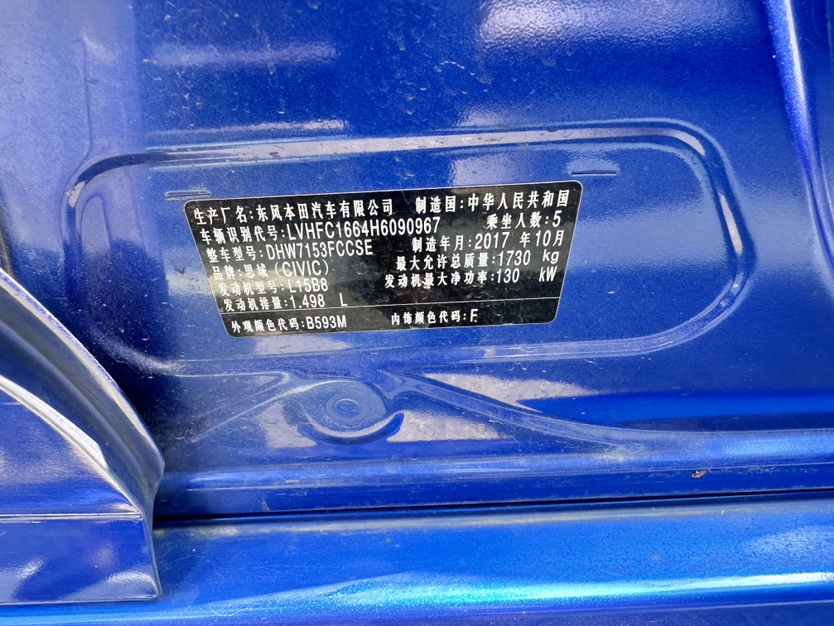 生产厂名:东风本田汽车有限公司 制造国:中华人民共和国
车辆识别代号:LVHFC1664H6090967 乘坐人数:5
整车型号:DHW7153FCCSE 制造年月:2017 年10月
品牌:思域(CIVIC) 最大允许总质量:1730 kg
发动机型号:L15B8 发动机最大净功率:130 kW
发动机排量:1.498 L
外观颜色代码:B593M 内饰颜色代码:F